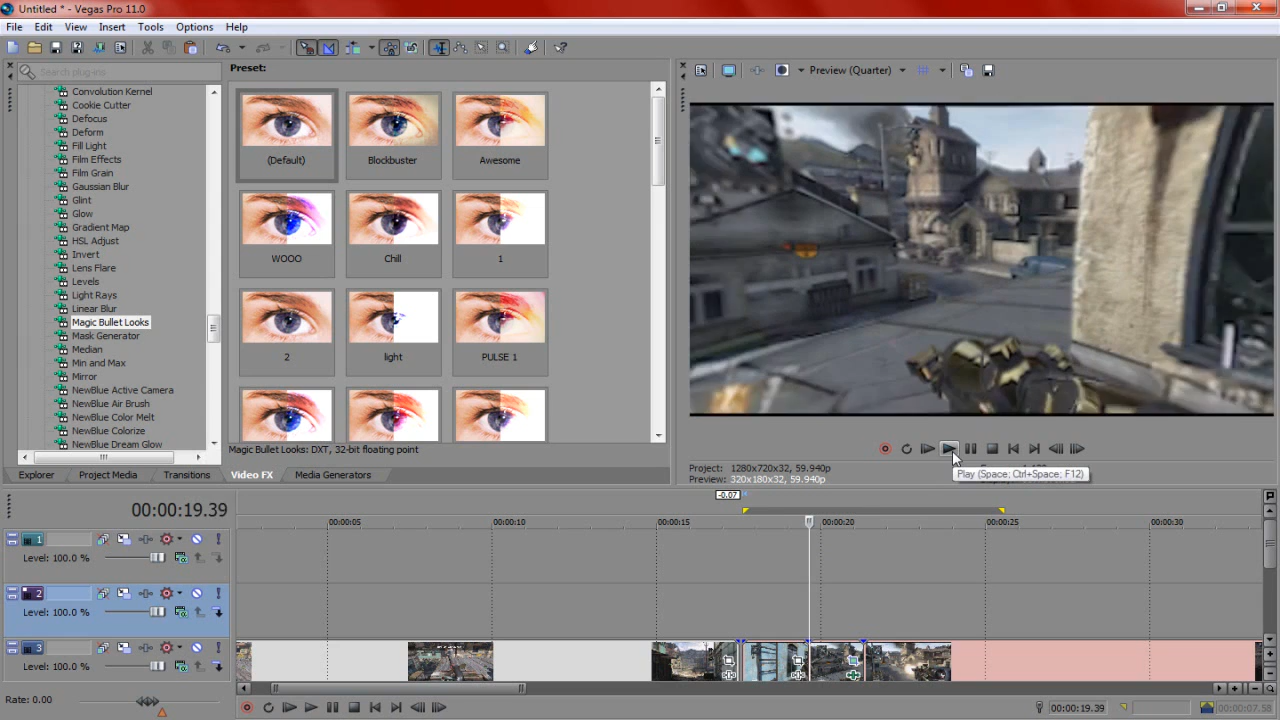 Untitled * - Vegas Pro 11.0
File Edit View Insert Tools Options Help
Search plug-ins
Convolution Kernel
Cookie Cutter
Defocus
Deform
Fill Light
Film Effects
Film Grain
Gaussian Blur
Glint
Glow
Gradient Map
HSL Adjust
Invert
Lens Flare
Levels
Light Rays
Linear Blur
Magic Bullet Looks
Mask Generator
Median
Min and Max
Mirror
NewBlue Active Camera
NewBlue Air Brush
NewBlue Color Melt
NewBlue Colorize
NewBlue Dream Glow
Preset:
(Default) Blockbuster Awesome
WOOO Chill 1
2 light PULSE 1
Magic Bullet Looks: DXT, 32-bit floating point
Preview (Quarter)
Project: 1280x720x32, 59.940p
Preview: 320x180x32, 59.940p
Play (Space; Ctrl+Space; F12)
Explorer Project Media Transitions Video FX Media Generators
00:00:19.39
-0.07
00:00:05 00:00:10 00:00:15 00:00:20 00:00:25 00:00:30
1
Level: 100.0 %
2
Level: 100.0 %
3
Level: 100.0 %
Rate: 0.00
00:00:19.39 00:00:07.58